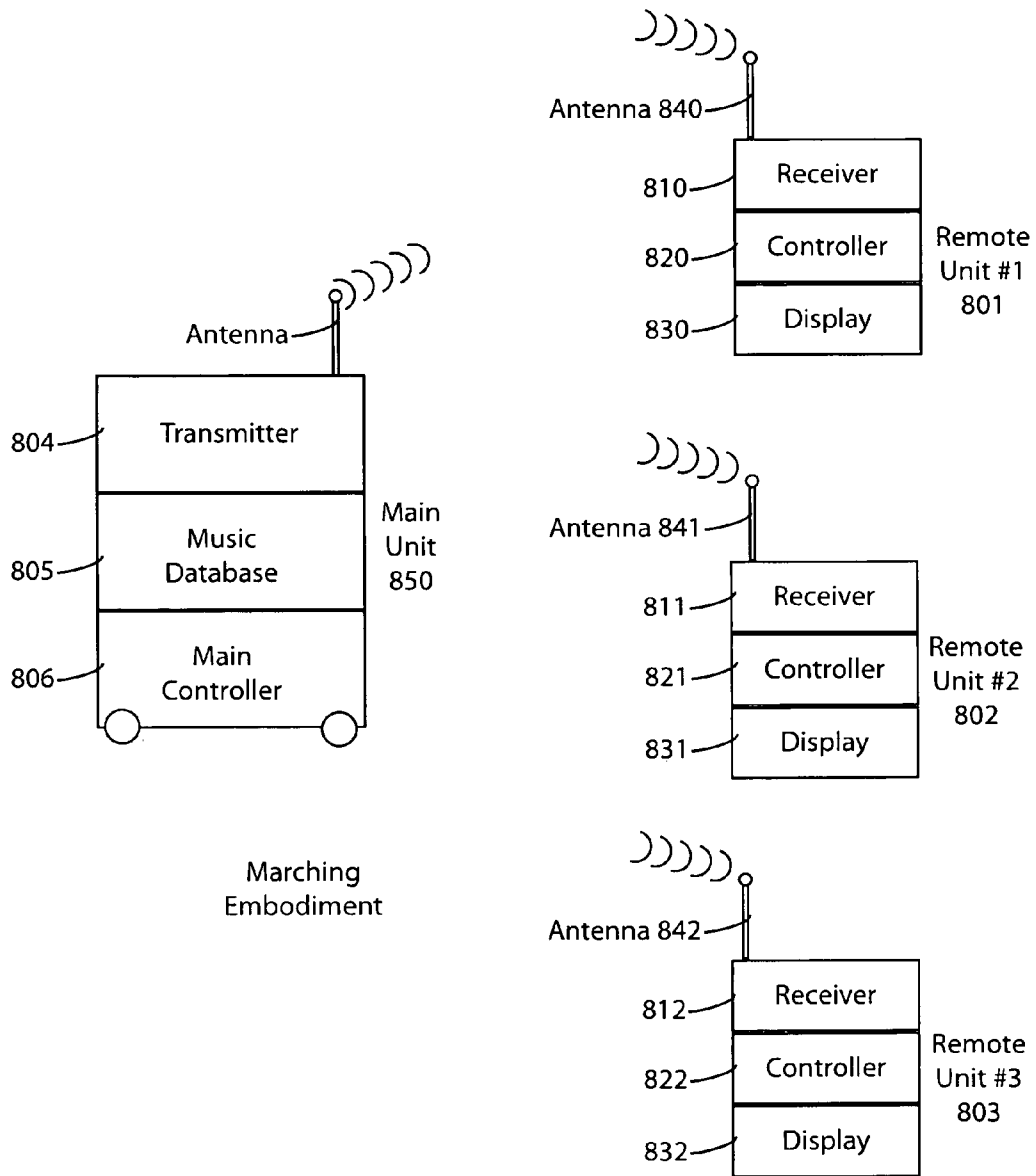 Antenna 840
810
Receiver
820
Controller
830
Display
Remote
Unit #1
801
Antenna
804
Transmitter
805
Music
Database
806
Main
Controller
Main
Unit
850
Antenna 841
811
Receiver
821
Controller
831
Display
Remote
Unit #2
802
Marching
Embodiment
Antenna 842
812
Receiver
822
Controller
832
Display
Remote
Unit #3
803